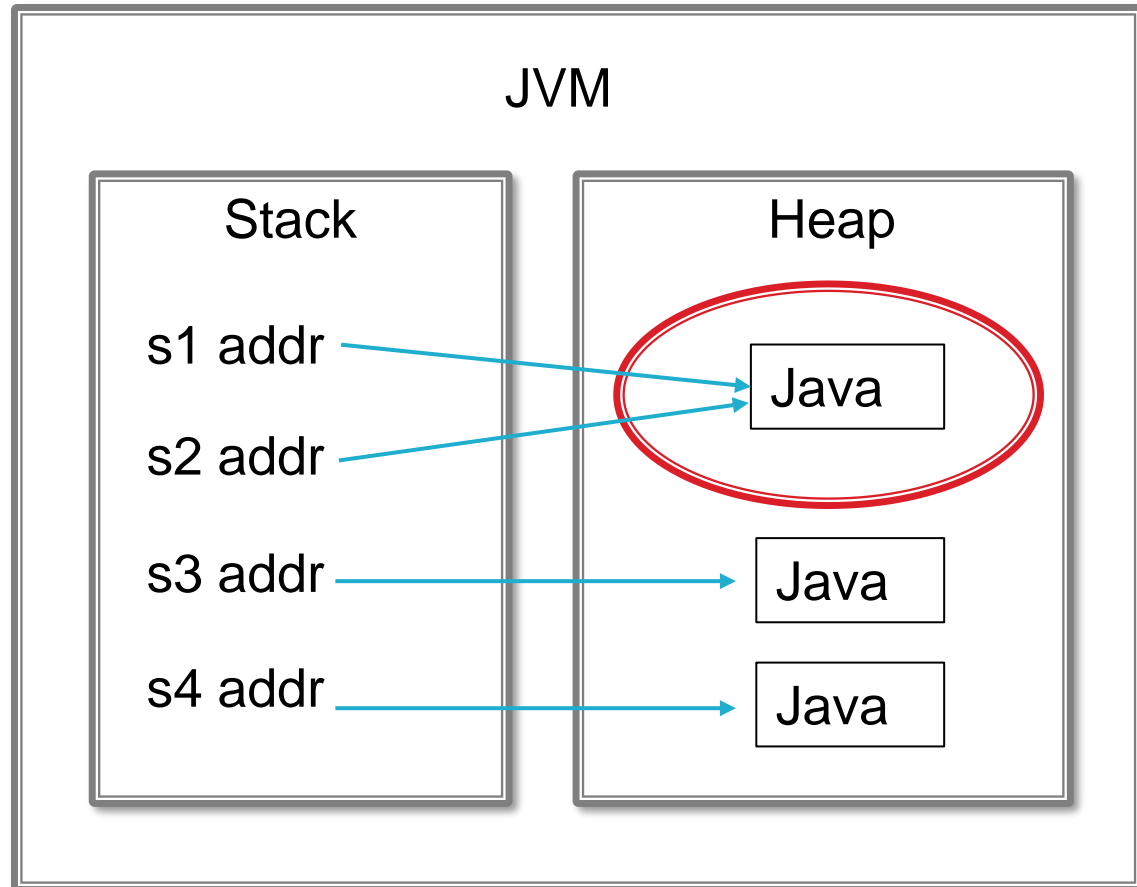 JVM
Stack
Heap
s1 addr
Java
s2 addr
s3 addr
Java
s4 addr
Java